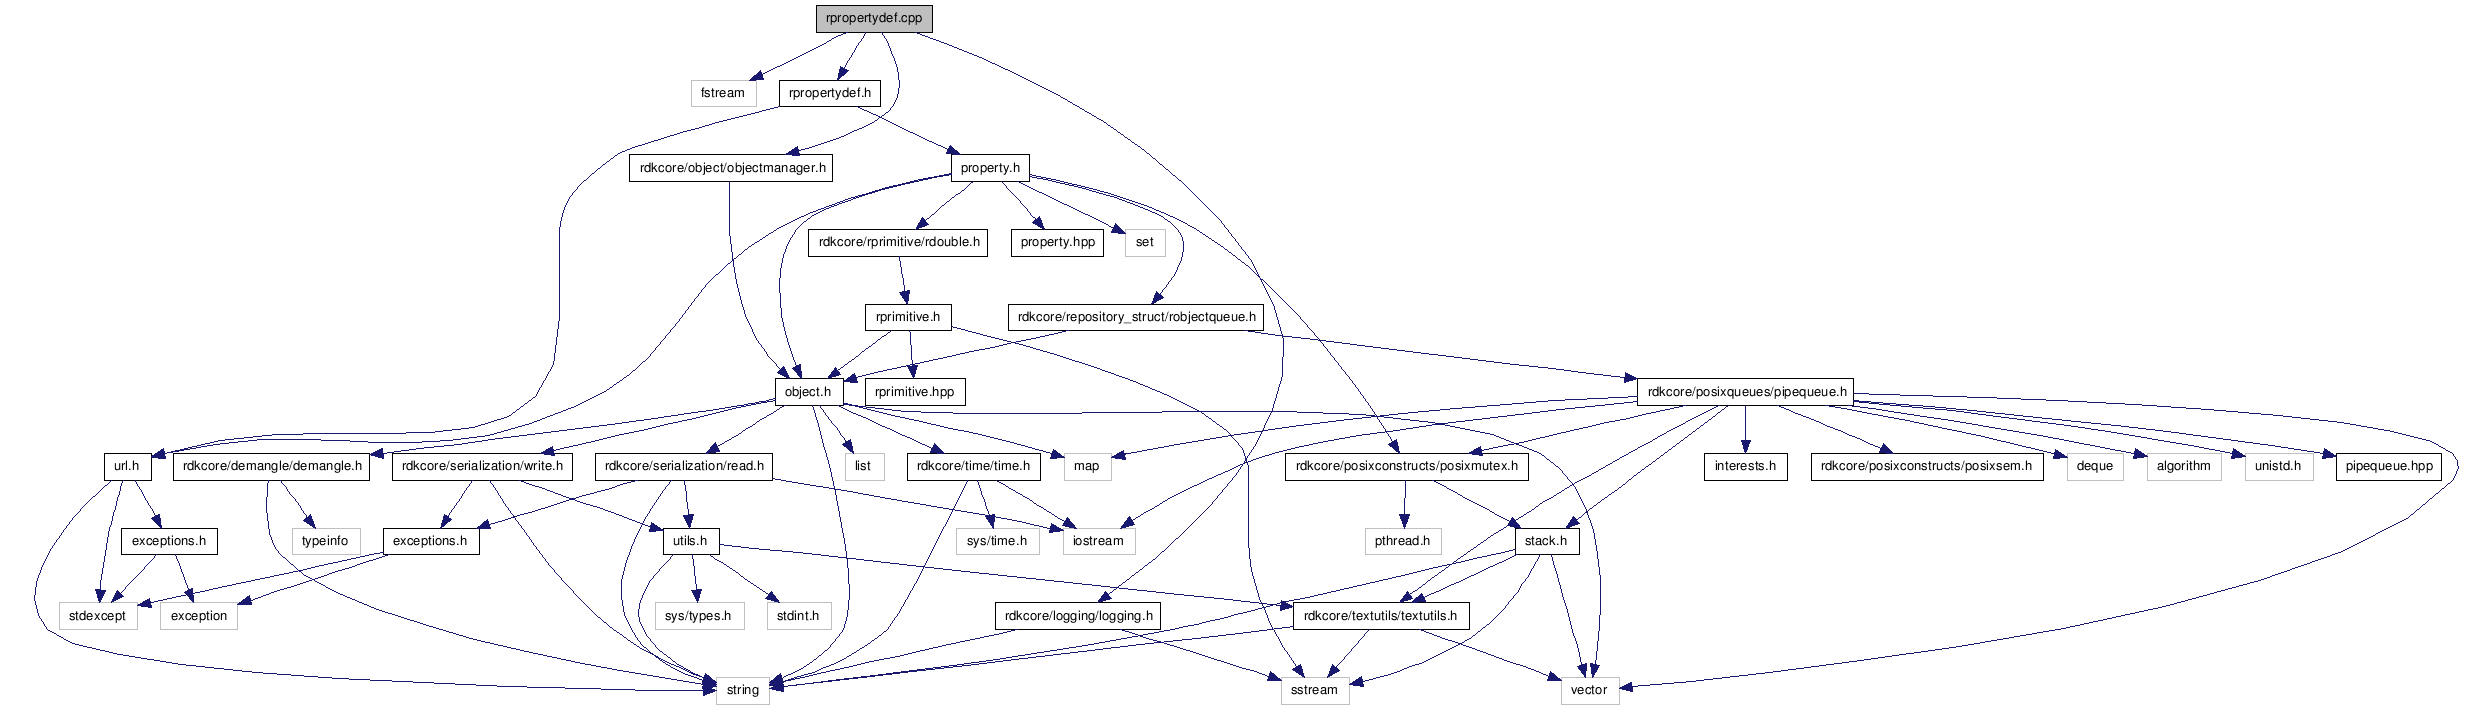 rpropertydef.cpp
fstream
rpropertydef.h
rdkcore/object/objectmanager.h
property.h
rdkcore/rprimitive/rdouble.h
property.hpp
set
rprimitive.h
rdkcore/repository_struct/robjectqueue.h
object.h
rprimitive.hpp
rdkcore/posixqueues/pipequeue.h
url.h
rdkcore/demangle/demangle.h
rdkcore/serialization/write.h
rdkcore/serialization/read.h
list
rdkcore/time/time.h
map
rdkcore/posixconstructs/posixmutex.h
interests.h
rdkcore/posixconstructs/posixsem.h
deque
algorithm
unistd.h
pipequeue.hpp
exceptions.h
typeinfo
exceptions.h
utils.h
sys/time.h
iostream
pthread.h
stack.h
stdexcept
exception
sys/types.h
stdint.h
rdkcore/logging/logging.h
rdkcore/textutils/textutils.h
string
sstream
vector